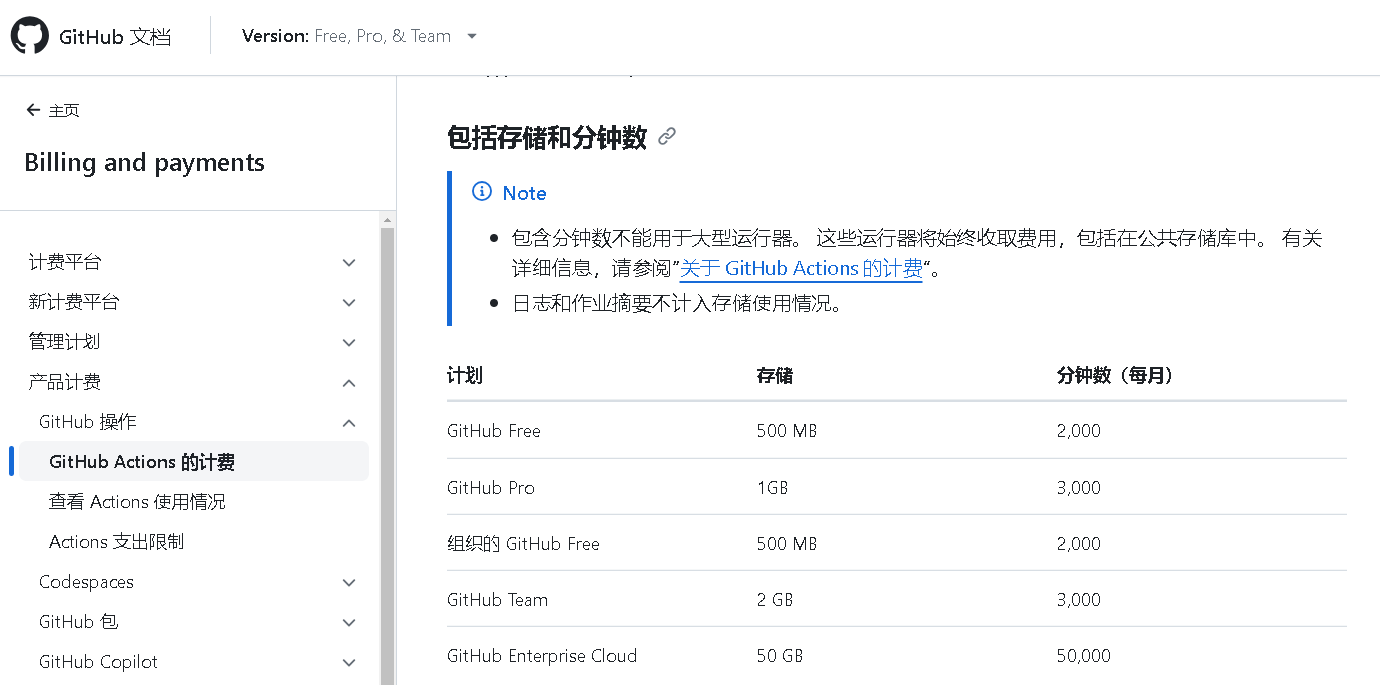 GitHub 文档
Version: Free, Pro, & Team
主页
Billing and payments
计费平台
新计费平台
管理计划
产品计费
GitHub 操作
GitHub Actions 的计费
查看 Actions 使用情况
Actions 支出限制
Codespaces
GitHub 包
GitHub Copilot
包括存储和分钟数
Note
包含分钟数不能用于大型运行器。 这些运行器将始终收取费用，包括在公共存储库中。 有关
详细信息，请参阅”关于 GitHub Actions 的计费“。
日志和作业摘要不计入存储使用情况。
计划 存储 分钟数（每月）
GitHub Free 500 MB 2,000
GitHub Pro 1GB 3,000
组织的 GitHub Free 500 MB 2,000
GitHub Team 2 GB 3,000
GitHub Enterprise Cloud 50 GB 50,000